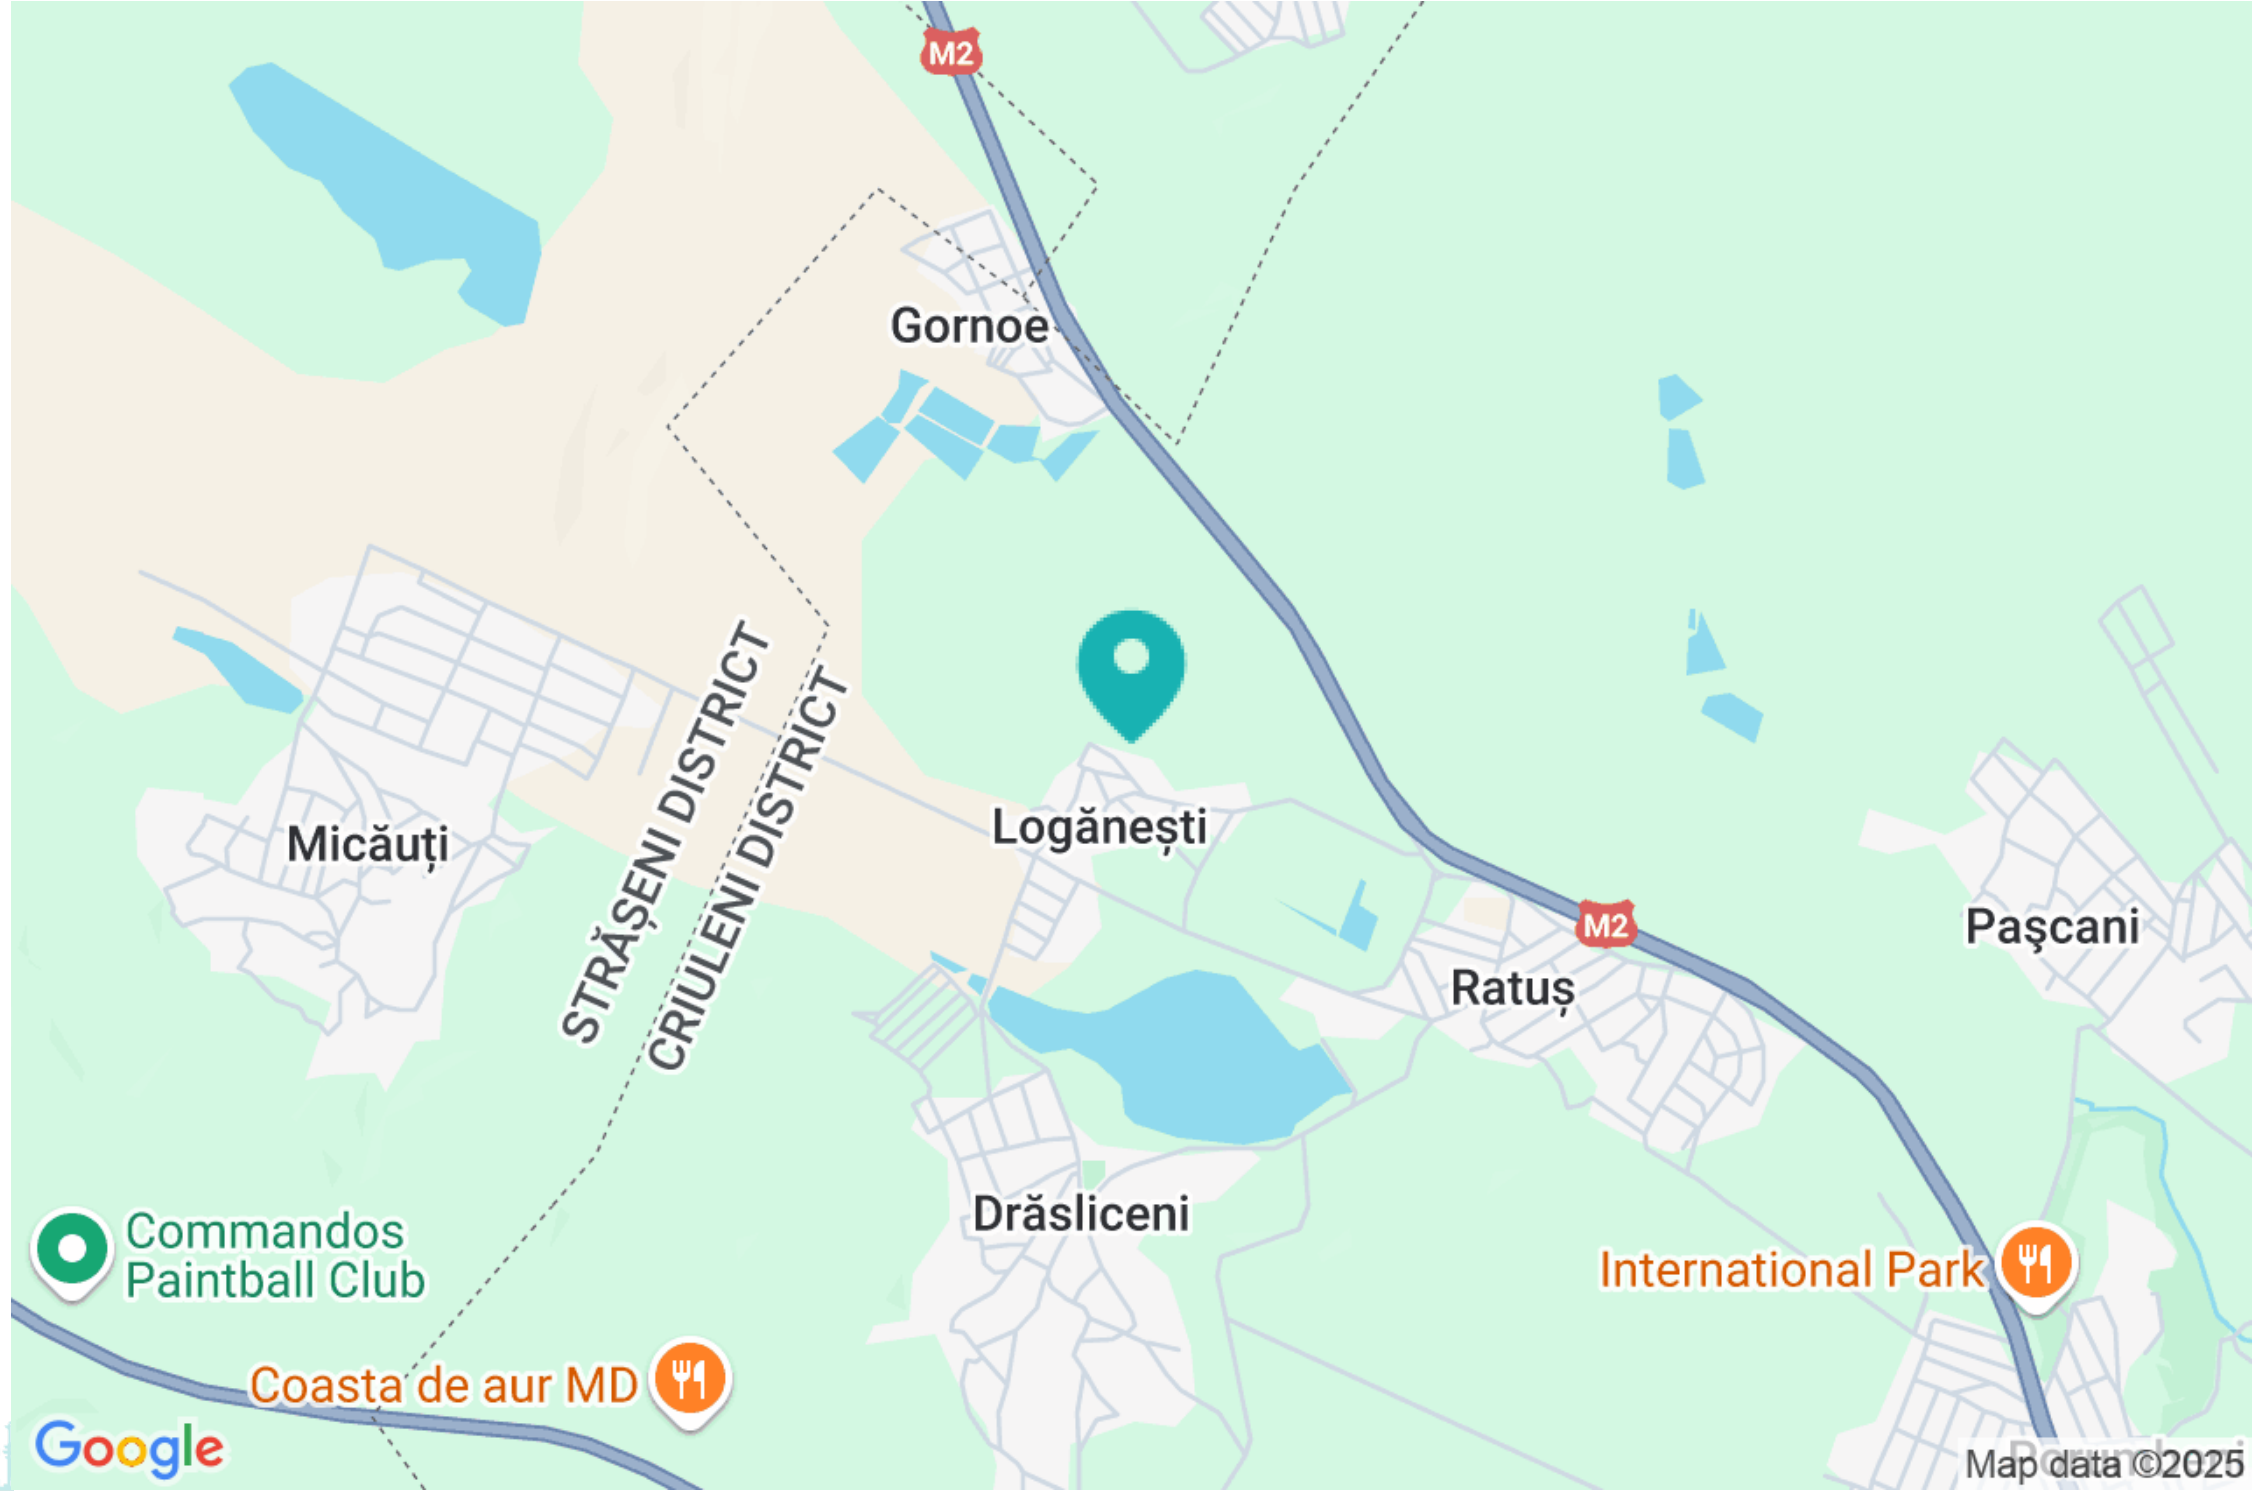 M2
Gornoe
STRĂȘENI DISTRICT
CRIULENI DISTRICT
Micăuți
Logănești
M2
Pașcani
Ratuș
Drăsliceni
Commandos
Paintball Club
International Park
Coasta de aur MD
Google
Map data ©2025